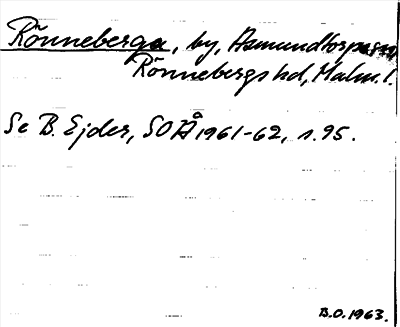 Rönneberga, by, Asmundtorps sn,
Rönnebergs hd, Malm. l.
Se B. Ejder, SOÅ 1961-62, s. 95.
B.O. 1963.